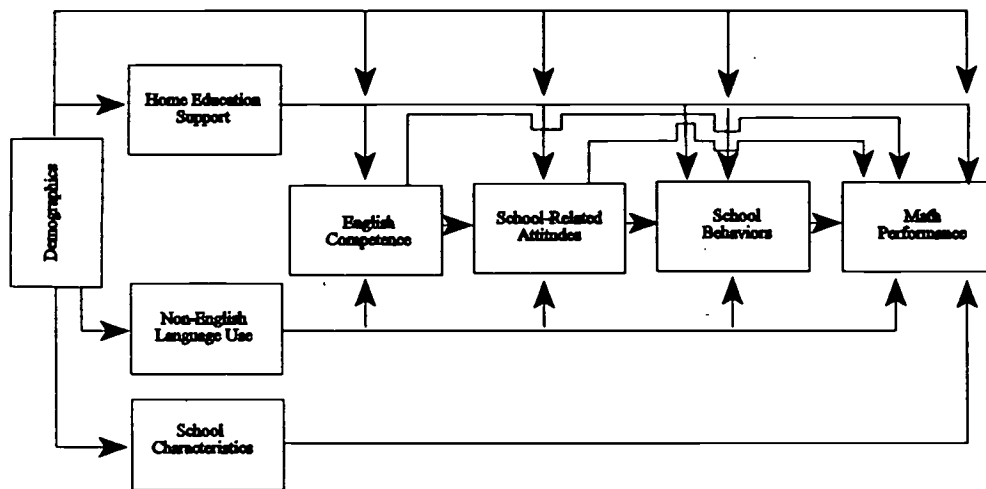 Home Education
Support
Demographics
English
Competence
School-Related
Attitudes
School
Behaviors
Math
Performance
Non-English
Language Use
School
Characteristics